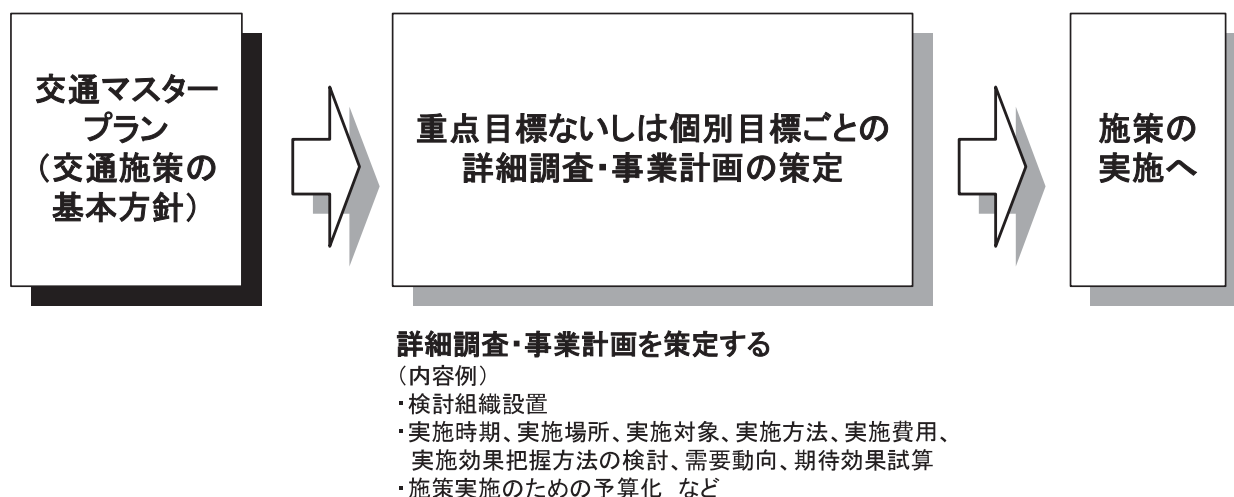 交通マスター
プラン
（交通施策の
基本方針）
重点目標ないしは個別目標ごとの
詳細調査・事業計画の策定
施策の
実施へ
詳細調査・事業計画を策定する
（内容例）
・検討組織設置
・実施時期、実施場所、実施対象、実施方法、実施費用、
実施効果把握方法の検討、需要動向、期待効果試算
・施策実施のための予算化　など